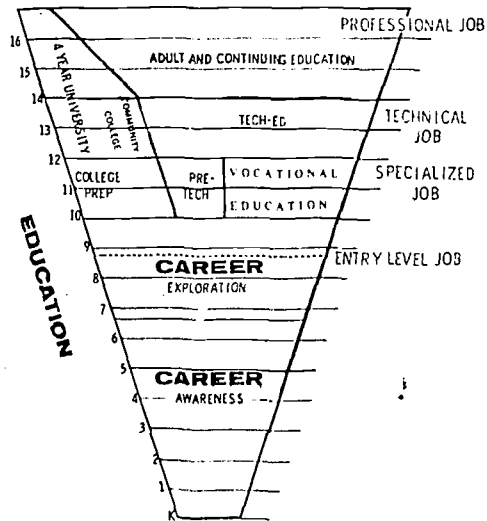 PROFESSIONAL JOB
16
ADULT AND CONTINUING EDUCATION
15
4 YEAR UNIVERSITY
14
COMMUNITY
COLLEGE
TECH-ED
TECHNICAL
JOB
13
12
COLLEGE
PREP
PRE-
TECH
VOCATIONAL
EDUCATION
SPECIALIZED
JOB
11
10
EDUCATION
9
ENTRY LEVEL JOB
CAREER
EXPLORATION
8
7
6
5
CAREER
AWARENESS
4
3
2
1
K